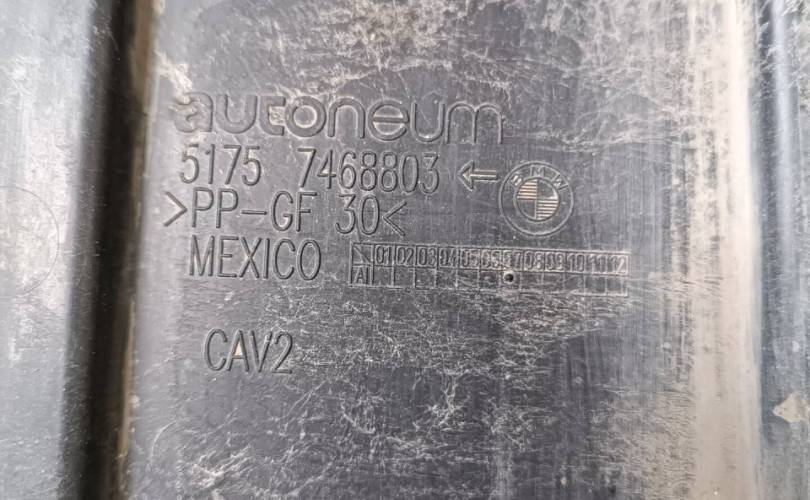 autoneum
5175 7468803 ⇐ BMW
>PP-GF 30<
MEXICO
01 02 03 04 05 06 07 08 09 10 11 12
CAV2